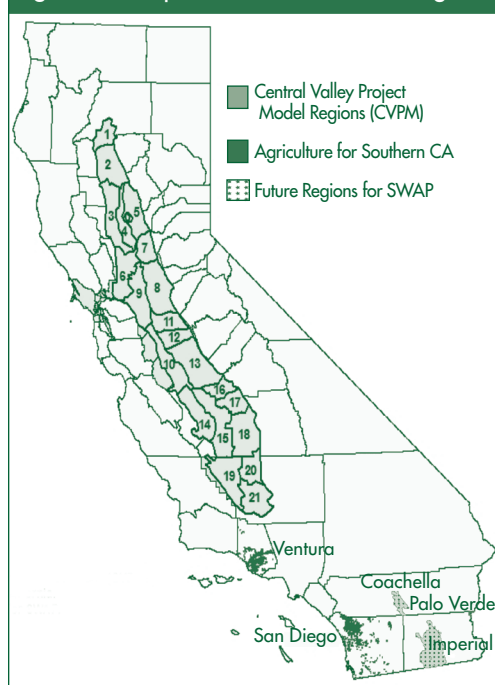 Central Valley Project
Model Regions (CVPM)
Agriculture for Southern CA
Future Regions for SWAP
1
2
3
5
4
7
6
8
9
11
12
10
13
16
17
14
15
18
19
20
21
Ventura
Coachella
Palo Verde
San Diego
Imperial